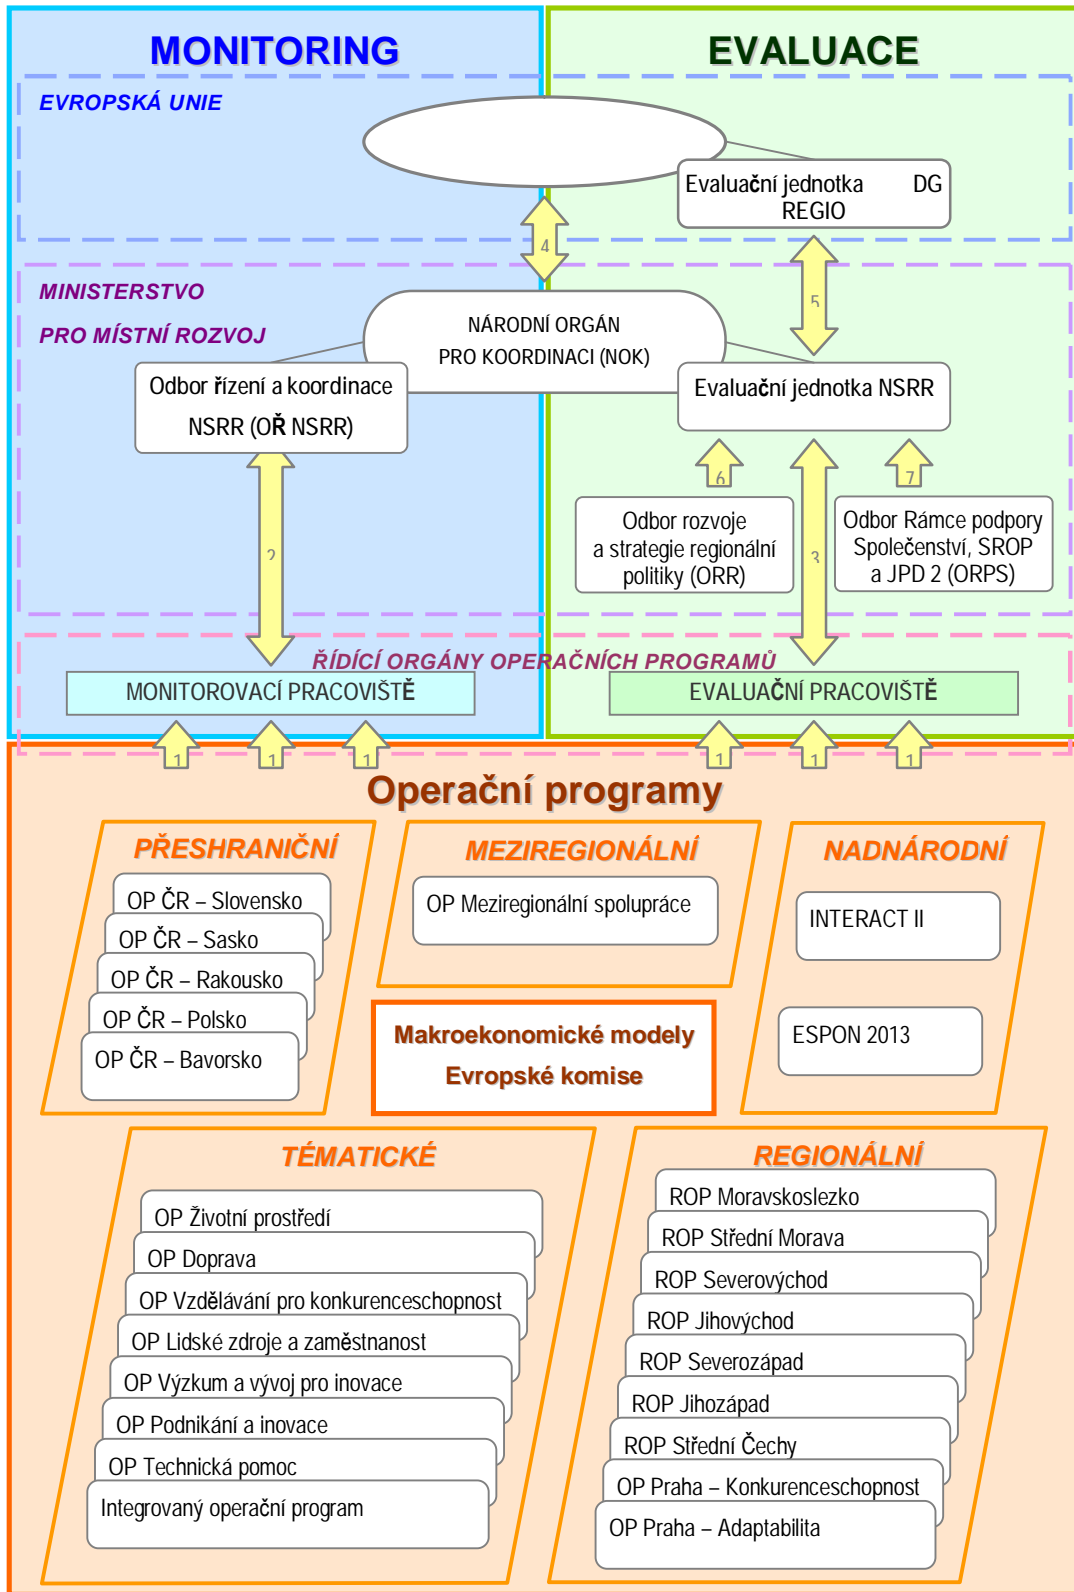 MONITORING
EVALUACE
EVROPSKÁ UNIE
Evaluační jednotka DG
REGIO
4
5
MINISTERSTVO
PRO MÍSTNÍ ROZVOJ
NÁRODNÍ ORGÁN
PRO KOORDINACI (NOK)
Odbor řízení a koordinace
NSRR (OŘ NSRR)
Evaluační jednotka NSRR
6
7
2
3
Odbor rozvoje
a strategie regionální
politiky (ORR)
Odbor Rámce podpory
Společenství, SROP
a JPD 2 (ORPS)
ŘÍDÍCÍ ORGÁNY OPERAČNÍCH PROGRAMŮ
MONITOROVACÍ PRACOVIŠTĚ
EVALUAČNÍ PRACOVIŠTĚ
1 1 1 1 1 1
Operační programy
PŘESHRANIČNÍ
OP ČR – Slovensko
OP ČR – Sasko
OP ČR – Rakousko
OP ČR – Polsko
OP ČR – Bavorsko
MEZIREGIONÁLNÍ
OP Meziregionální spolupráce
NADNÁRODNÍ
INTERACT II
ESPON 2013
Makroekonomické modely
Evropské komise
TÉMATICKÉ
OP Životní prostředí
OP Doprava
OP Vzdělávání pro konkurenceschopnost
OP Lidské zdroje a zaměstnanost
OP Výzkum a vývoj pro inovace
OP Podnikání a inovace
OP Technická pomoc
Integrovaný operační program
REGIONÁLNÍ
ROP Moravskoslezko
ROP Střední Morava
ROP Severovýchod
ROP Jihovýchod
ROP Severozápad
ROP Jihozápad
ROP Střední Čechy
OP Praha – Konkurenceschopnost
OP Praha – Adaptabilita